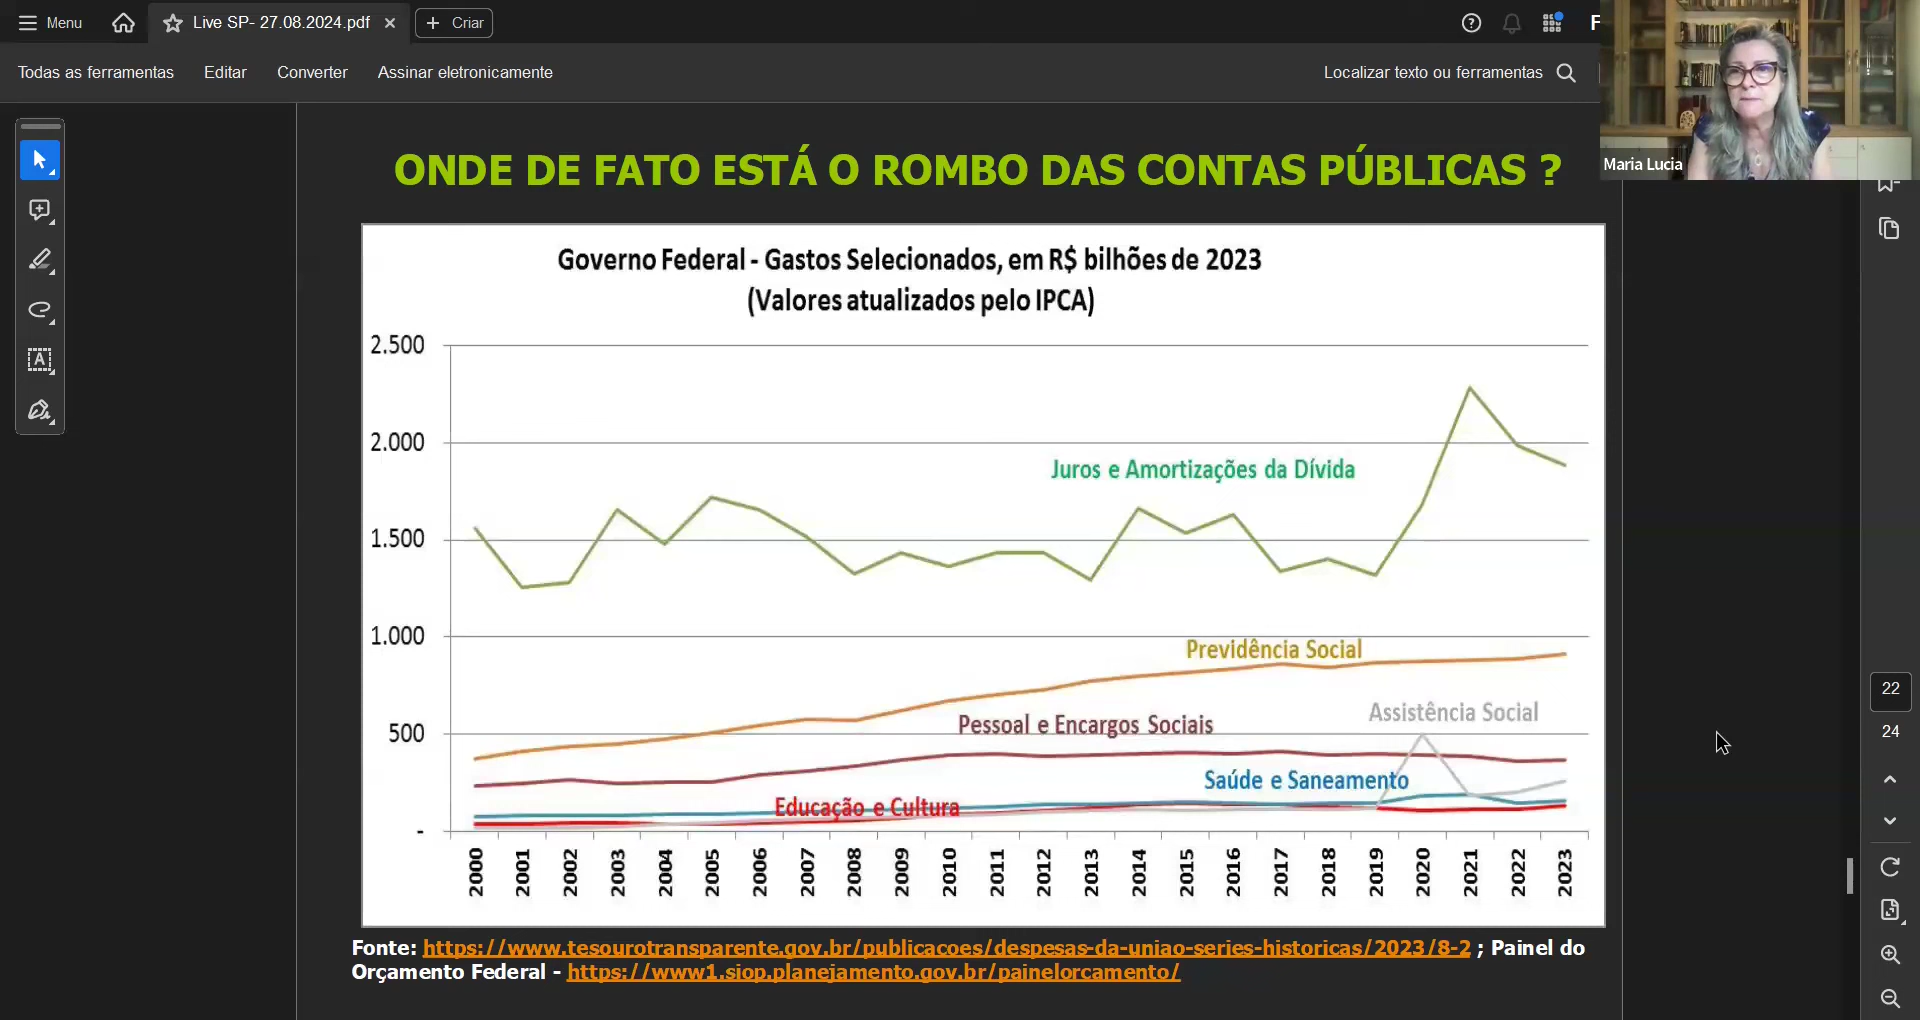 Menu
Live SP- 27.08.2024.pdf
Criar
Todas as ferramentas
Editar
Converter
Assinar eletronicamente
Localizar texto ou ferramentas
Maria Lucia
ONDE DE FATO ESTÁ O ROMBO DAS CONTAS PÚBLICAS ?
Governo Federal - Gastos Selecionados, em R$ bilhões de 2023
(Valores atualizados pelo IPCA)
2.500
2.000
1.500
1.000
500
-
Juros e Amortizações da Dívida
Previdência Social
Assistência Social
Pessoal e Encargos Sociais
Saúde e Saneamento
Educação e Cultura
2000
2001
2002
2003
2004
2005
2006
2007
2008
2009
2010
2011
2012
2013
2014
2015
2016
2017
2018
2019
2020
2021
2022
2023
Fonte: https://www.tesourotransparente.gov.br/publicacoes/despesas-da-uniao-series-historicas/2023/8-2 ; Painel do
Orçamento Federal - https://www1.siop.planejamento.gov.br/painelorcamento/
22
24